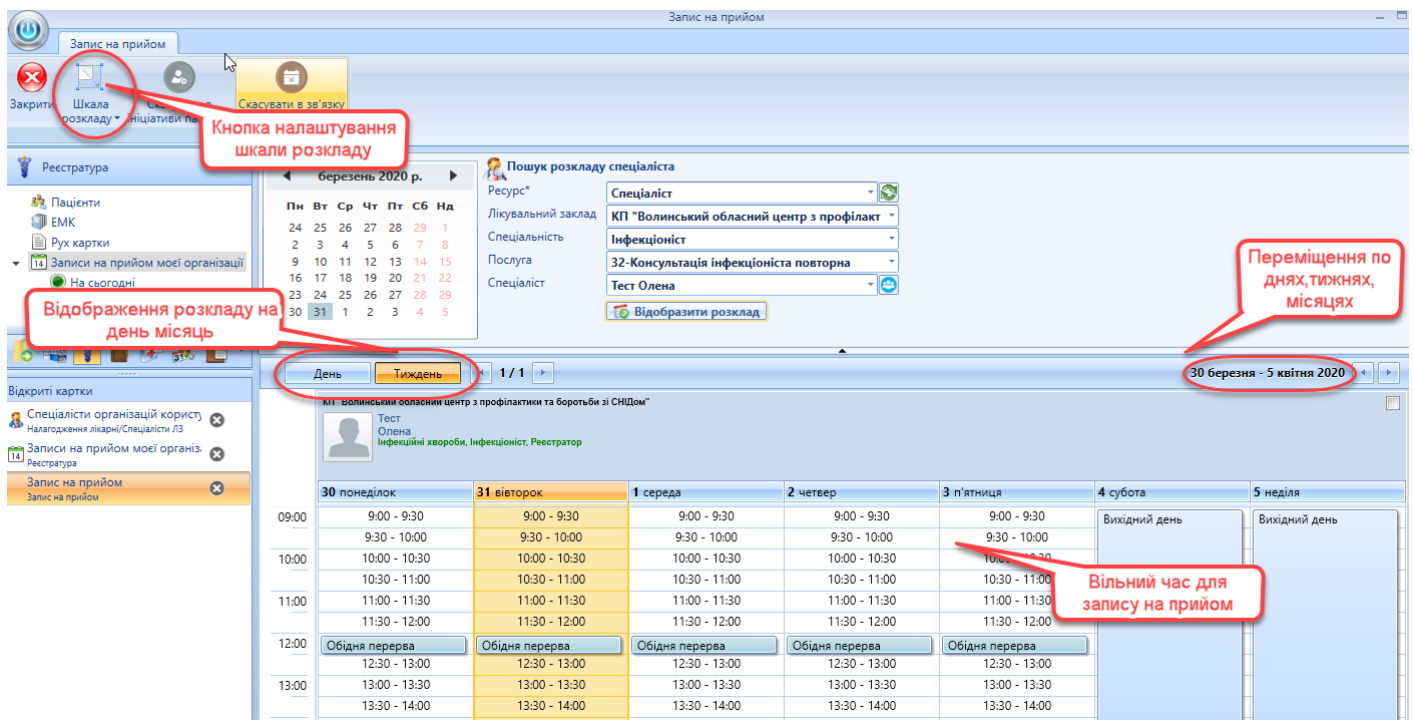 Запис на прийом
Запис на прийом
Закрити
Шкала
розкладу
ініціативи
Скасувати в зв'язку
Кнопка налаштування
шкали розкладу
Реєстратура
Пацієнти
ЕМК
Рух картки
14 Записи на прийом моєї організації
На сьогодні
Відображення розкладу на
день місяць
березень 2020 р.
Пн Вт Ср Чт Пт Сб Нд
24 25 26 27 28 29 1
2 3 4 5 6 7 8
9 10 11 12 13 14 15
16 17 18 19 20 21 22
23 24 25 26 27 28 29
30 31 1 2 3 4 5
Пошук розкладу спеціаліста
Ресурс* Спеціаліст
Лікувальний заклад КП "Волинський обласний центр з профілакт
Спеціальність Інфекціоніст
Послуга 32-Консультація інфекціоніста повторна
Спеціаліст Тест Олена
Відобразити розклад
Переміщення по
днях,тижнях,
місяцях
День Тиждень 1 / 1 30 березня - 5 квітня 2020
Відкриті картки
Спеціалісти організацій користу
Налагодження лікарні/Спеціалісти ЛЗ
14 Записи на прийом моєї організ
Реєстратура
Запис на прийом
Запис на прийом
КП "Волинський обласний центр з профілактики та боротьби зі СНІДом"
Тест
Олена
Інфекційні хвороби, Інфекціоніст, Реєстратор
30 понеділок 31 вівторок 1 середа 2 четвер 3 п'ятниця 4 субота 5 неділя
09:00 9:00 - 9:30 9:00 - 9:30 9:00 - 9:30 9:00 - 9:30 9:00 - 9:30 Вихідний день Вихідний день
9:30 - 10:00 9:30 - 10:00 9:30 - 10:00 9:30 - 10:00 9:30 - 10:00
10:00 10:00 - 10:30 10:00 - 10:30 10:00 - 10:30 10:00 - 10:30 10:00 - 10:30
10:30 - 11:00 10:30 - 11:00 10:30 - 11:00 10:30 - 11:00 10:30 - 11:00
11:00 11:00 - 11:30 11:00 - 11:30 11:00 - 11:30 11:00 - 11:30 11:00 - 11:30
11:30 - 12:00 11:30 - 12:00 11:30 - 12:00 11:30 - 12:00 11:30 - 12:00
Вільний час для
запису на прийом
12:00 Обідня перерва Обідня перерва Обідня перерва Обідня перерва Обідня перерва
12:30 - 13:00 12:30 - 13:00 12:30 - 13:00 12:30 - 13:00 12:30 - 13:00
13:00 13:00 - 13:30 13:00 - 13:30 13:00 - 13:30 13:00 - 13:30 13:00 - 13:30
13:30 - 14:00 13:30 - 14:00 13:30 - 14:00 13:30 - 14:00 13:30 - 14:00